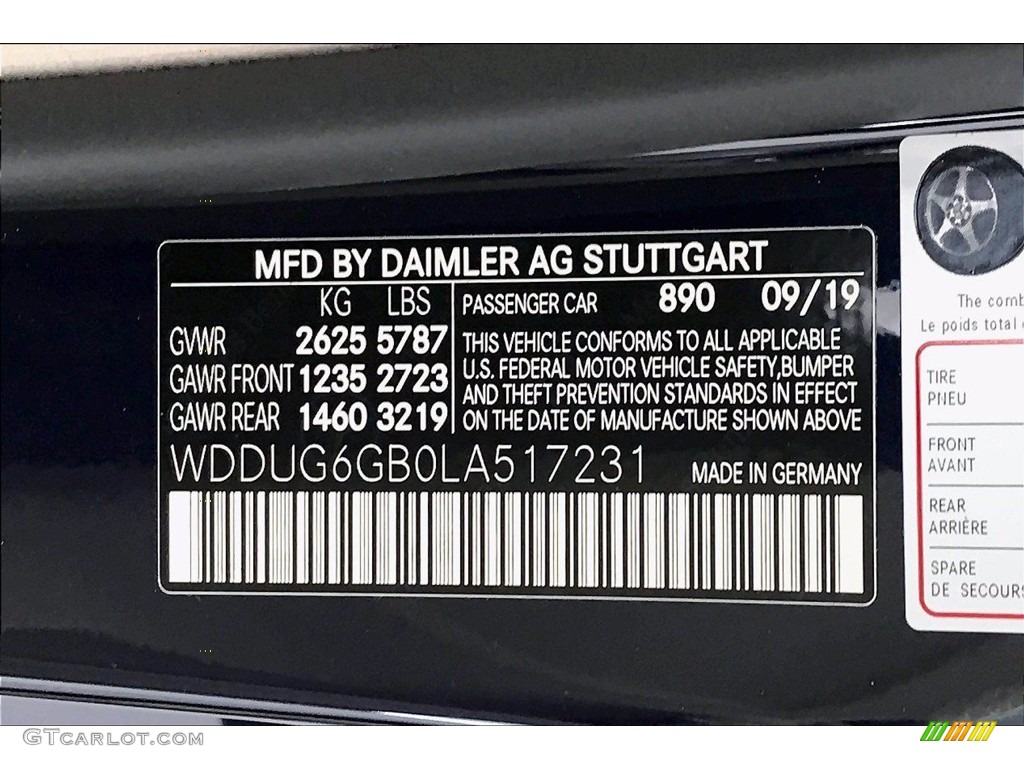 MFD BY DAIMLER AG STUTTGART
KG LBS
GVWR 2625 5787
GAWR FRONT 1235 2723
GAWR REAR 1460 3219
PASSENGER CAR 890 09/19
THIS VEHICLE CONFORMS TO ALL APPLICABLE
U.S. FEDERAL MOTOR VEHICLE SAFETY,BUMPER
AND THEFT PREVENTION STANDARDS IN EFFECT
ON THE DATE OF MANUFACTURE SHOWN ABOVE
WDDUG6GB0LA517231 MADE IN GERMANY
The comb
Le poids total
TIRE
PNEU
FRONT
AVANT
REAR
ARRIÈRE
SPARE
DE SECOURS
GTcarlot.com